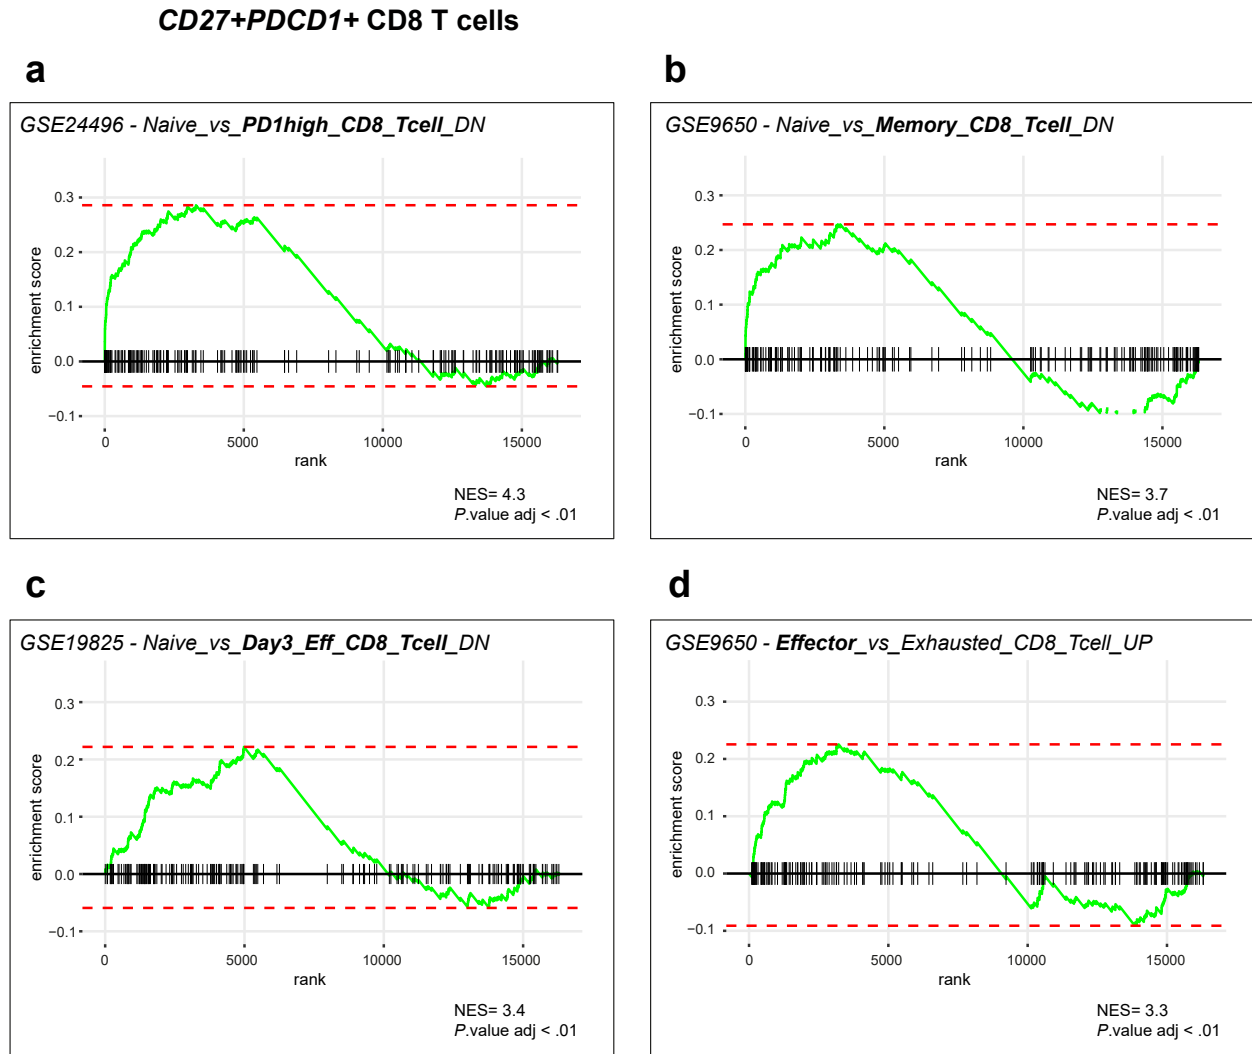 CD27+PDCD1+ CD8 T cells
a
GSE24496 - Naive_vs_PD1high_CD8_Tcell_DN
0.3
0.2
0.1
0.0
−0.1
enrichment score
0 5000 10000 15000
rank
NES= 4.3
P.value adj < .01
b
GSE9650 - Naive_vs_Memory_CD8_Tcell_DN
0.3
0.2
0.1
0.0
−0.1
enrichment score
0 5000 10000 15000
rank
NES= 3.7
P.value adj < .01
c
GSE19825 - Naive_vs_Day3_Eff_CD8_Tcell_DN
0.3
0.2
0.1
0.0
−0.1
enrichment score
0 5000 10000 15000
rank
NES= 3.4
P.value adj < .01
d
GSE9650 - Effector_vs_Exhausted_CD8_Tcell_UP
0.3
0.2
0.1
0.0
−0.1
enrichment score
0 5000 10000 15000
rank
NES= 3.3
P.value adj < .01